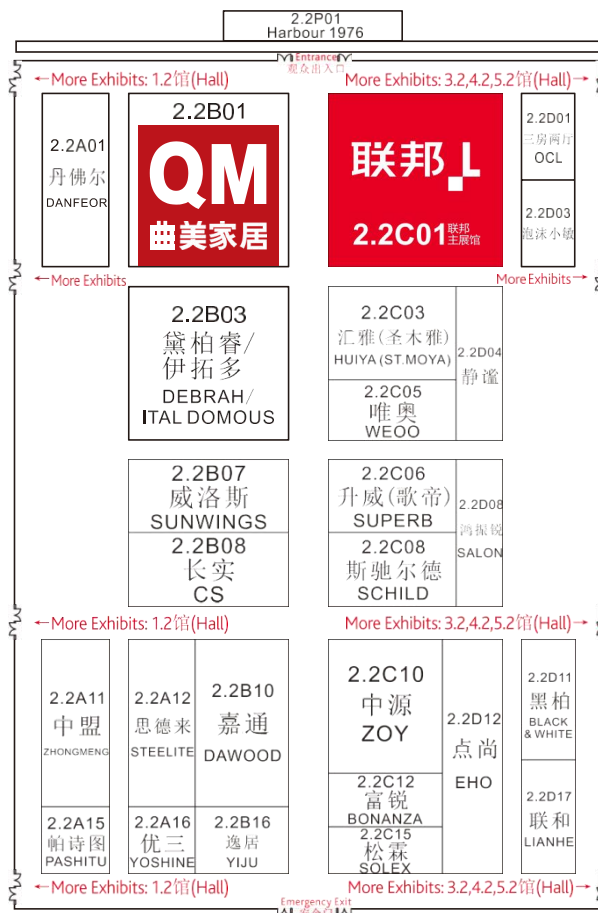 2.2P01
Harbour 1976
Entrance
观众出入口
←More Exhibits: 1.2馆(Hall)
More Exhibits: 3.2,4.2,5.2馆(Hall)→
2.2A01
丹佛尔
DANFEOR
2.2B01
QM
曲美家居
联邦
2.2C01 联邦
主展馆
2.2D01
三房两厅
OCL
2.2D03
泡沫小敏
←More Exhibits
More Exhibits→
2.2B03
黛柏睿/
伊拓多
DEBRAH/
ITAL DOMOUS
2.2C03
汇雅(圣木雅)
HUIYA (ST.MOYA)
2.2C05
唯奥
WEOO
2.2D04
静谧
2.2B07
威洛斯
SUNWINGS
2.2B08
长实
CS
2.2C06
升威(歌帝)
SUPERB
2.2C08
斯驰尔德
SCHILD
2.2D08
鸿振锐
SALON
←More Exhibits: 1.2馆(Hall)
More Exhibits: 3.2,4.2,5.2馆(Hall)→
2.2A11
中盟
ZHONGMENG
2.2A15
帕诗图
PASHITU
2.2A12
思德来
STEELITE
2.2A16
优三
YOSHINE
2.2B10
嘉通
DAWOOD
2.2B16
逸居
YIJU
2.2C10
中源
ZOY
2.2C12
富锐
BONANZA
2.2C15
松霖
SOLEX
2.2D12
点尚
EHO
2.2D11
黑柏
BLACK
& WHITE
2.2D17
联和
LIANHE
←More Exhibits: 1.2馆(Hall)
More Exhibits: 3.2,4.2,5.2馆(Hall)→
Emergency Exit